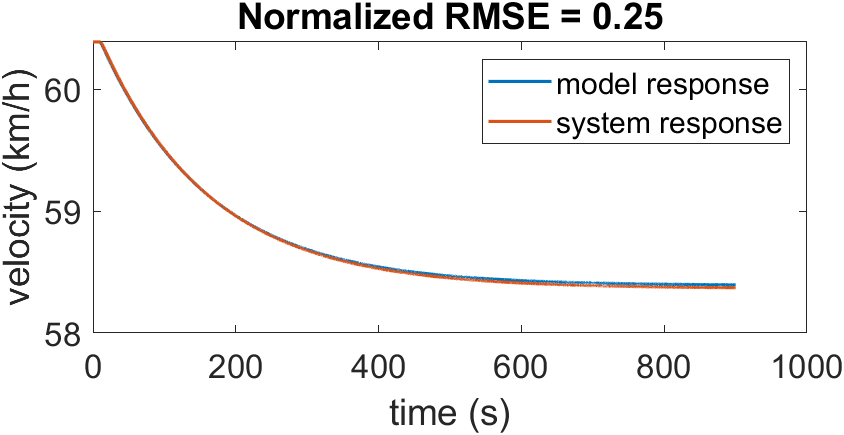 Normalized RMSE = 0.25
velocity (km/h)
60
59
58
model response
system response
0 200 400 600 800 1000
time (s)